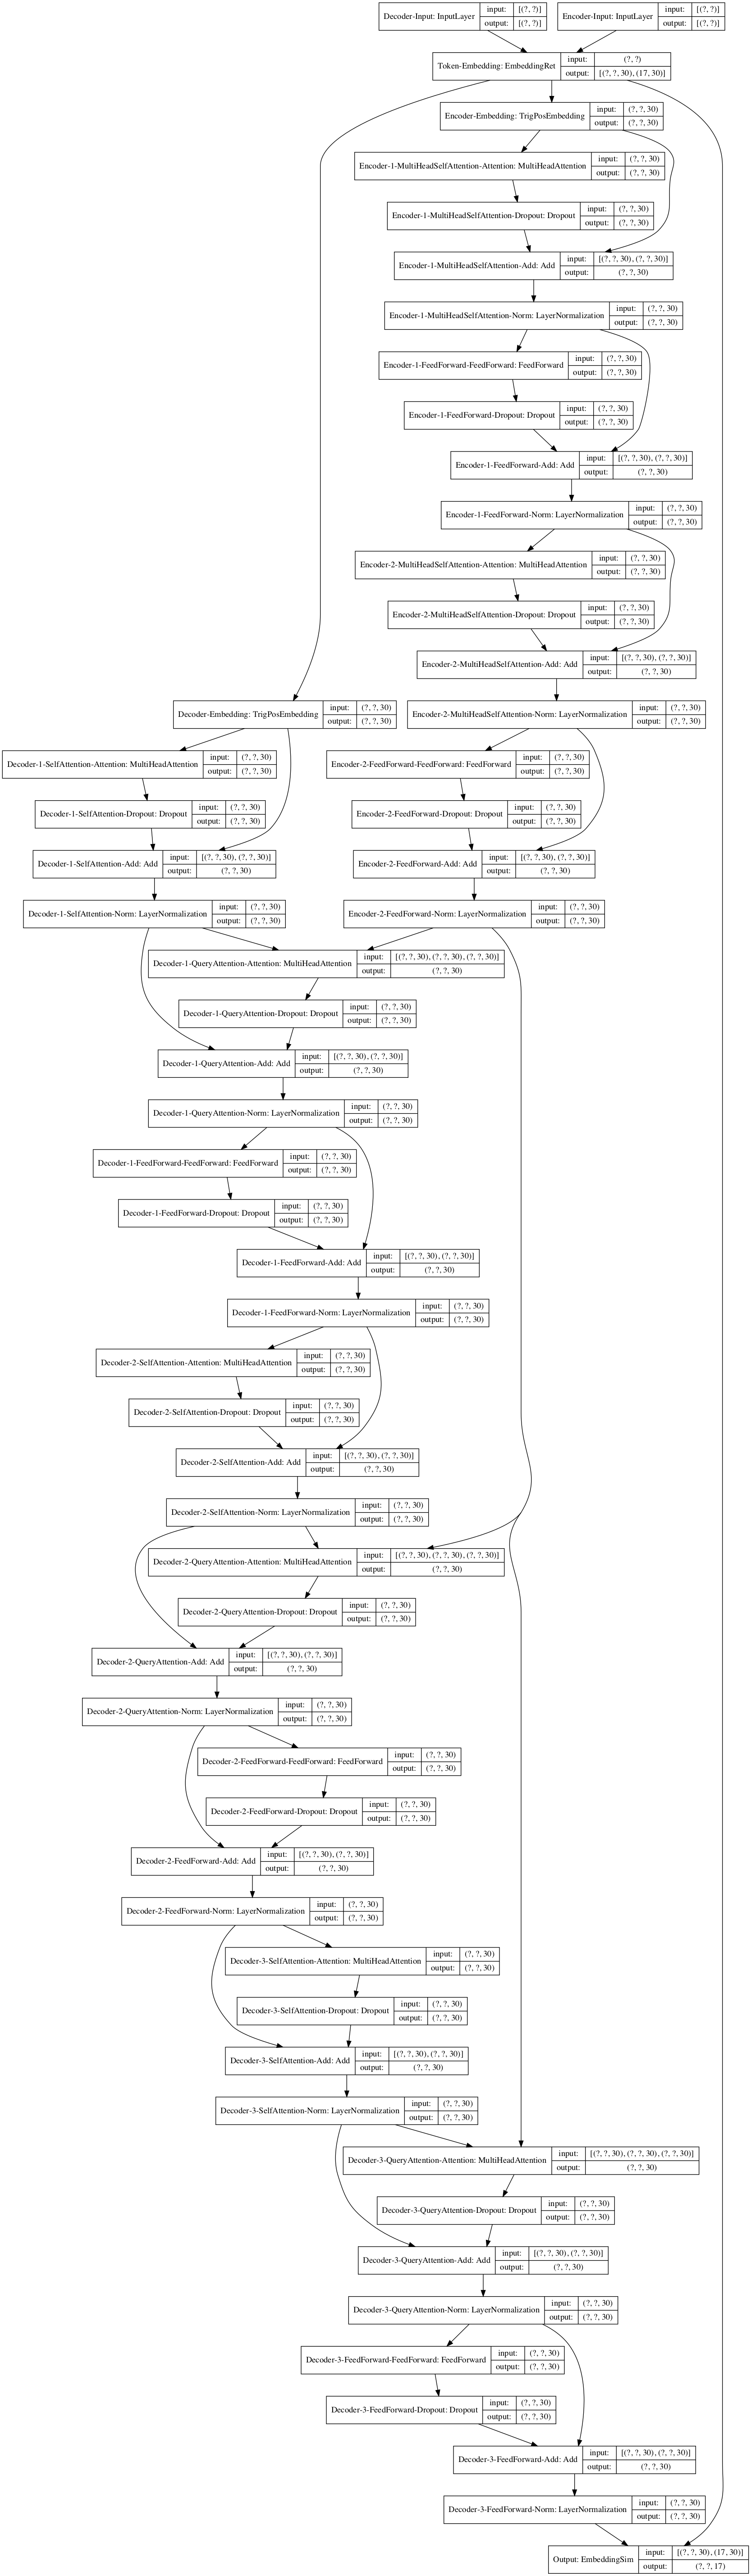 Decoder-Input: InputLayer input: [(?, ?)] output: [(?, ?)]
Encoder-Input: InputLayer input: [(?, ?)] output: [(?, ?)]
Token-Embedding: EmbeddingRet input: (?, ?) output: [(?, ?, 30), (17, 30)]
Encoder-Embedding: TrigPosEmbedding input: (?, ?, 30) output: (?, ?, 30)
Encoder-1-MultiHeadSelfAttention-Attention: MultiHeadAttention input: (?, ?, 30) output: (?, ?, 30)
Encoder-1-MultiHeadSelfAttention-Dropout: Dropout input: (?, ?, 30) output: (?, ?, 30)
Encoder-1-MultiHeadSelfAttention-Add: Add input: [(?, ?, 30), (?, ?, 30)] output: (?, ?, 30)
Encoder-1-MultiHeadSelfAttention-Norm: LayerNormalization input: (?, ?, 30) output: (?, ?, 30)
Encoder-1-FeedForward-FeedForward: FeedForward input: (?, ?, 30) output: (?, ?, 30)
Encoder-1-FeedForward-Dropout: Dropout input: (?, ?, 30) output: (?, ?, 30)
Encoder-1-FeedForward-Add: Add input: [(?, ?, 30), (?, ?, 30)] output: (?, ?, 30)
Encoder-1-FeedForward-Norm: LayerNormalization input: (?, ?, 30) output: (?, ?, 30)
Encoder-2-MultiHeadSelfAttention-Attention: MultiHeadAttention input: (?, ?, 30) output: (?, ?, 30)
Encoder-2-MultiHeadSelfAttention-Dropout: Dropout input: (?, ?, 30) output: (?, ?, 30)
Encoder-2-MultiHeadSelfAttention-Add: Add input: [(?, ?, 30), (?, ?, 30)] output: (?, ?, 30)
Decoder-Embedding: TrigPosEmbedding input: (?, ?, 30) output: (?, ?, 30)
Encoder-2-MultiHeadSelfAttention-Norm: LayerNormalization input: (?, ?, 30) output: (?, ?, 30)
Decoder-1-SelfAttention-Attention: MultiHeadAttention input: (?, ?, 30) output: (?, ?, 30)
Encoder-2-FeedForward-FeedForward: FeedForward input: (?, ?, 30) output: (?, ?, 30)
Decoder-1-SelfAttention-Dropout: Dropout input: (?, ?, 30) output: (?, ?, 30)
Encoder-2-FeedForward-Dropout: Dropout input: (?, ?, 30) output: (?, ?, 30)
Decoder-1-SelfAttention-Add: Add input: [(?, ?, 30), (?, ?, 30)] output: (?, ?, 30)
Encoder-2-FeedForward-Add: Add input: [(?, ?, 30), (?, ?, 30)] output: (?, ?, 30)
Decoder-1-SelfAttention-Norm: LayerNormalization input: (?, ?, 30) output: (?, ?, 30)
Encoder-2-FeedForward-Norm: LayerNormalization input: (?, ?, 30) output: (?, ?, 30)
Decoder-1-QueryAttention-Attention: MultiHeadAttention input: [(?, ?, 30), (?, ?, 30), (?, ?, 30)] output: (?, ?, 30)
Decoder-1-QueryAttention-Dropout: Dropout input: (?, ?, 30) output: (?, ?, 30)
Decoder-1-QueryAttention-Add: Add input: [(?, ?, 30), (?, ?, 30)] output: (?, ?, 30)
Decoder-1-QueryAttention-Norm: LayerNormalization input: (?, ?, 30) output: (?, ?, 30)
Decoder-1-FeedForward-FeedForward: FeedForward input: (?, ?, 30) output: (?, ?, 30)
Decoder-1-FeedForward-Dropout: Dropout input: (?, ?, 30) output: (?, ?, 30)
Decoder-1-FeedForward-Add: Add input: [(?, ?, 30), (?, ?, 30)] output: (?, ?, 30)
Decoder-1-FeedForward-Norm: LayerNormalization input: (?, ?, 30) output: (?, ?, 30)
Decoder-2-SelfAttention-Attention: MultiHeadAttention input: (?, ?, 30) output: (?, ?, 30)
Decoder-2-SelfAttention-Dropout: Dropout input: (?, ?, 30) output: (?, ?, 30)
Decoder-2-SelfAttention-Add: Add input: [(?, ?, 30), (?, ?, 30)] output: (?, ?, 30)
Decoder-2-SelfAttention-Norm: LayerNormalization input: (?, ?, 30) output: (?, ?, 30)
Decoder-2-QueryAttention-Attention: MultiHeadAttention input: [(?, ?, 30), (?, ?, 30), (?, ?, 30)] output: (?, ?, 30)
Decoder-2-QueryAttention-Dropout: Dropout input: (?, ?, 30) output: (?, ?, 30)
Decoder-2-QueryAttention-Add: Add input: [(?, ?, 30), (?, ?, 30)] output: (?, ?, 30)
Decoder-2-QueryAttention-Norm: LayerNormalization input: (?, ?, 30) output: (?, ?, 30)
Decoder-2-FeedForward-FeedForward: FeedForward input: (?, ?, 30) output: (?, ?, 30)
Decoder-2-FeedForward-Dropout: Dropout input: (?, ?, 30) output: (?, ?, 30)
Decoder-2-FeedForward-Add: Add input: [(?, ?, 30), (?, ?, 30)] output: (?, ?, 30)
Decoder-2-FeedForward-Norm: LayerNormalization input: (?, ?, 30) output: (?, ?, 30)
Decoder-3-SelfAttention-Attention: MultiHeadAttention input: (?, ?, 30) output: (?, ?, 30)
Decoder-3-SelfAttention-Dropout: Dropout input: (?, ?, 30) output: (?, ?, 30)
Decoder-3-SelfAttention-Add: Add input: [(?, ?, 30), (?, ?, 30)] output: (?, ?, 30)
Decoder-3-SelfAttention-Norm: LayerNormalization input: (?, ?, 30) output: (?, ?, 30)
Decoder-3-QueryAttention-Attention: MultiHeadAttention input: [(?, ?, 30), (?, ?, 30), (?, ?, 30)] output: (?, ?, 30)
Decoder-3-QueryAttention-Dropout: Dropout input: (?, ?, 30) output: (?, ?, 30)
Decoder-3-QueryAttention-Add: Add input: [(?, ?, 30), (?, ?, 30)] output: (?, ?, 30)
Decoder-3-QueryAttention-Norm: LayerNormalization input: (?, ?, 30) output: (?, ?, 30)
Decoder-3-FeedForward-FeedForward: FeedForward input: (?, ?, 30) output: (?, ?, 30)
Decoder-3-FeedForward-Dropout: Dropout input: (?, ?, 30) output: (?, ?, 30)
Decoder-3-FeedForward-Add: Add input: [(?, ?, 30), (?, ?, 30)] output: (?, ?, 30)
Decoder-3-FeedForward-Norm: LayerNormalization input: (?, ?, 30) output: (?, ?, 30)
Output: EmbeddingSim input: [(?, ?, 30), (17, 30)] output: (?, ?, 17)